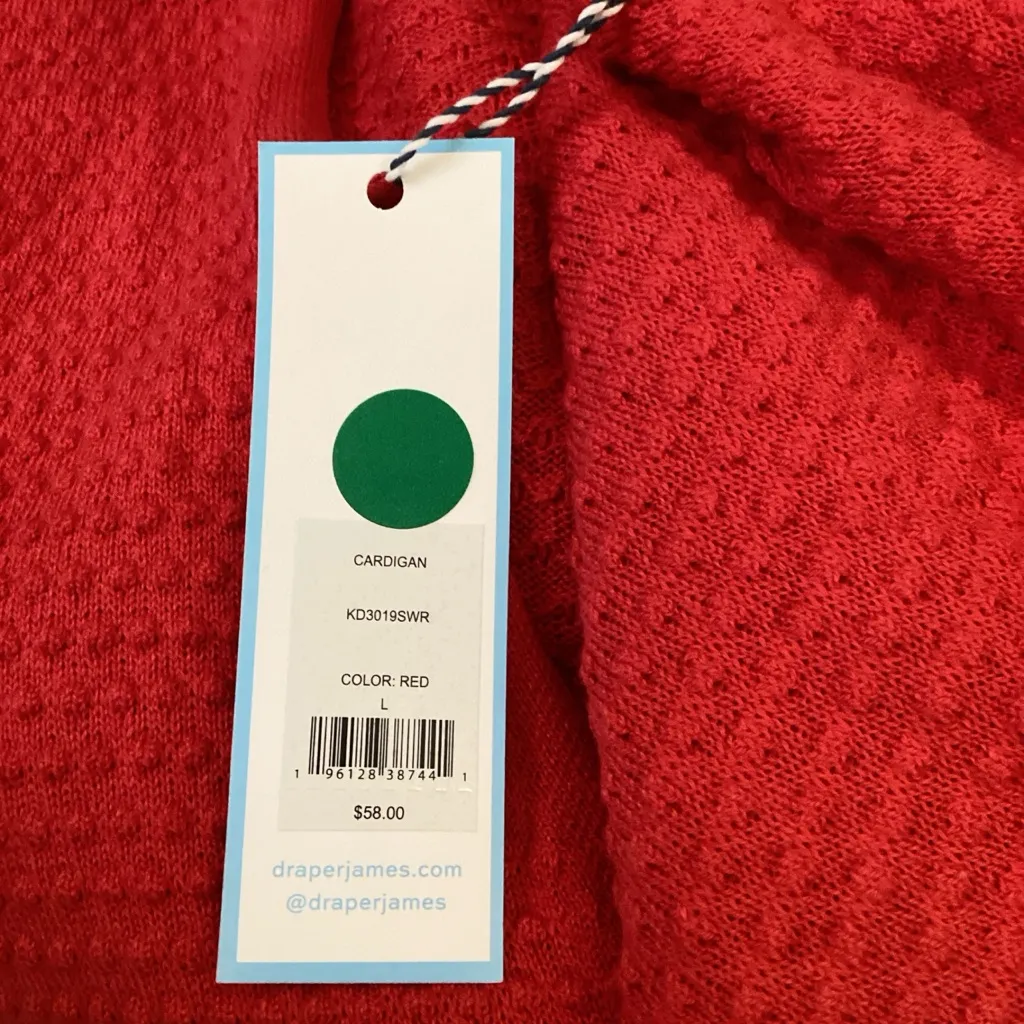 CARDIGAN
KD3019SWR
COLOR: RED
L
1 96128 38744 1
$58.00
draperjames.com
@draperjames